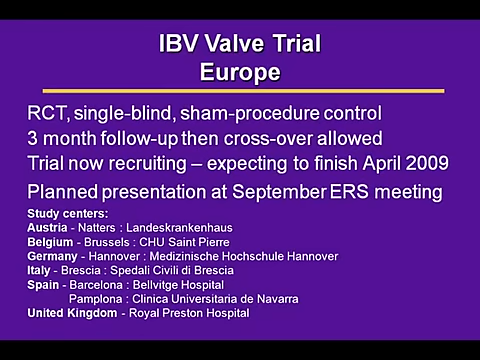 IBV Valve Trial
Europe
RCT, single-blind, sham-procedure control
3 month follow-up then cross-over allowed
Trial now recruiting – expecting to finish April 2009
Planned presentation at September ERS meeting
Study centers:
Austria - Natters : Landeskrankenhaus
Belgium - Brussels : CHU Saint Pierre
Germany - Hannover : Medizinische Hochschule Hannover
Italy - Brescia : Spedali Civili di Brescia
Spain - Barcelona : Bellvitge Hospital
Pamplona : Clinica Universitaria de Navarra
United Kingdom - Royal Preston Hospital